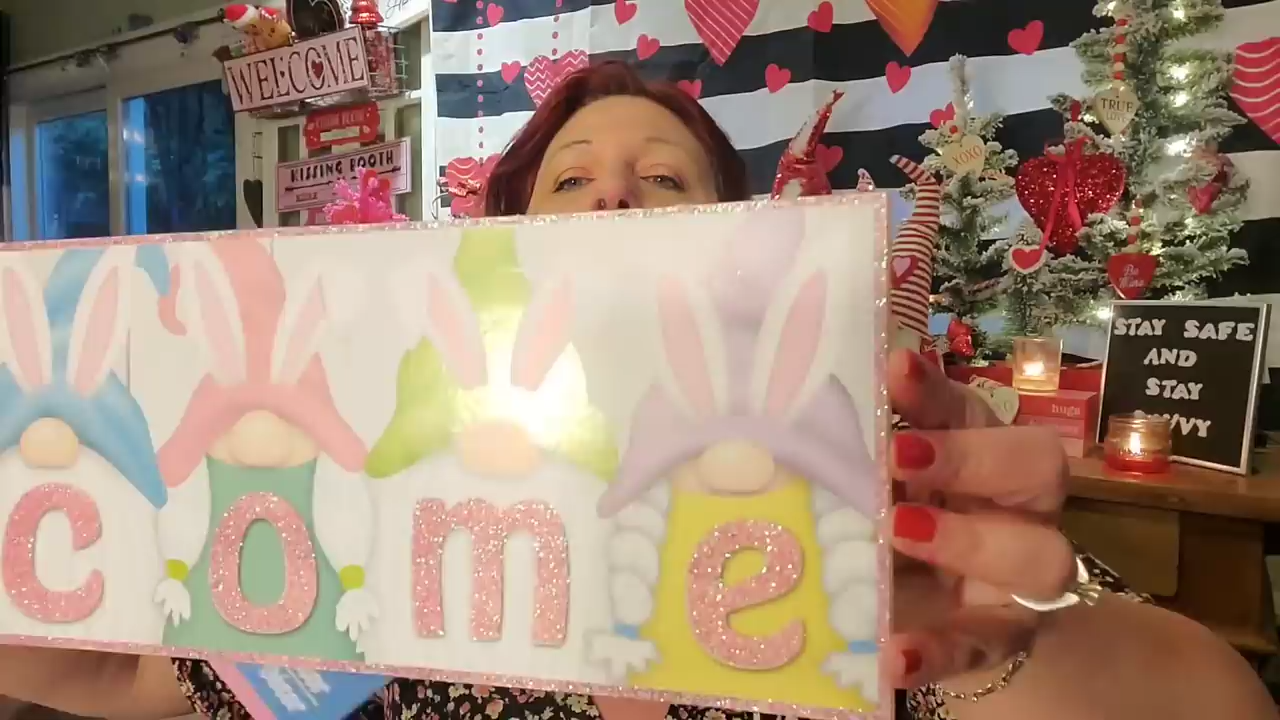 WELCOME
KISSING BOOTH
XOXO
TRUE
LOVE
Be
Mine
hugs
STAY SAFE
AND
STAY
come